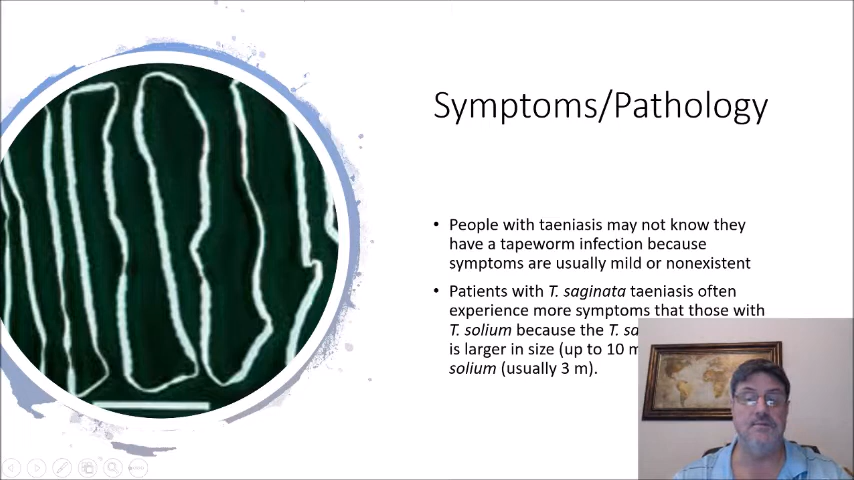 Symptoms/Pathology
• People with taeniasis may not know they
have a tapeworm infection because
symptoms are usually mild or nonexistent
• Patients with T. saginata taeniasis often
experience more symptoms that those with
T. solium because the T.
is larger in size (up to 10
solium (usually 3 m).